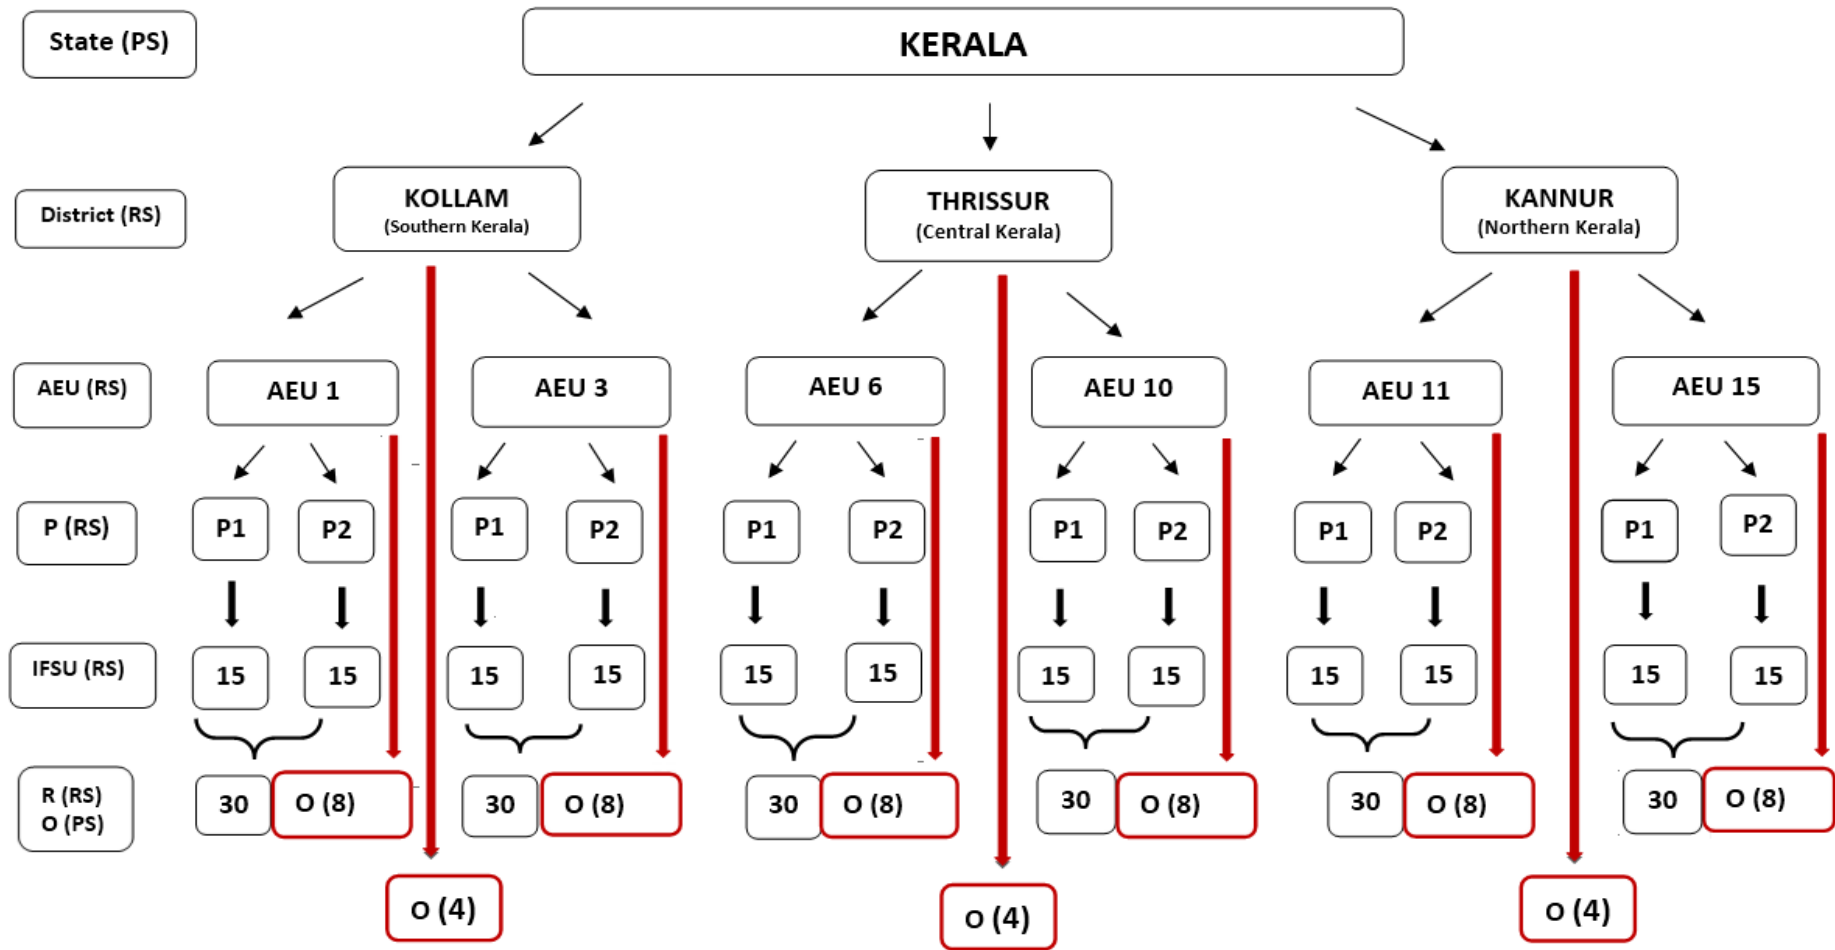 State (PS)
KERALA
District (RS)
KOLLAM
(Southern Kerala)
THRISSUR
(Central Kerala)
KANNUR
(Northern Kerala)
AEU (RS)
AEU 1
AEU 3
AEU 6
AEU 10
AEU 11
AEU 15
P (RS)
P1
P2
P1
P2
P1
P2
P1
P2
P1
P2
P1
P2
IFSU (RS)
15
15
15
15
15
15
15
15
15
15
15
15
R (RS)
O (PS)
30
O (8)
30
O (8)
30
O (8)
30
O (8)
30
O (8)
30
O (8)
O (4)
O (4)
O (4)